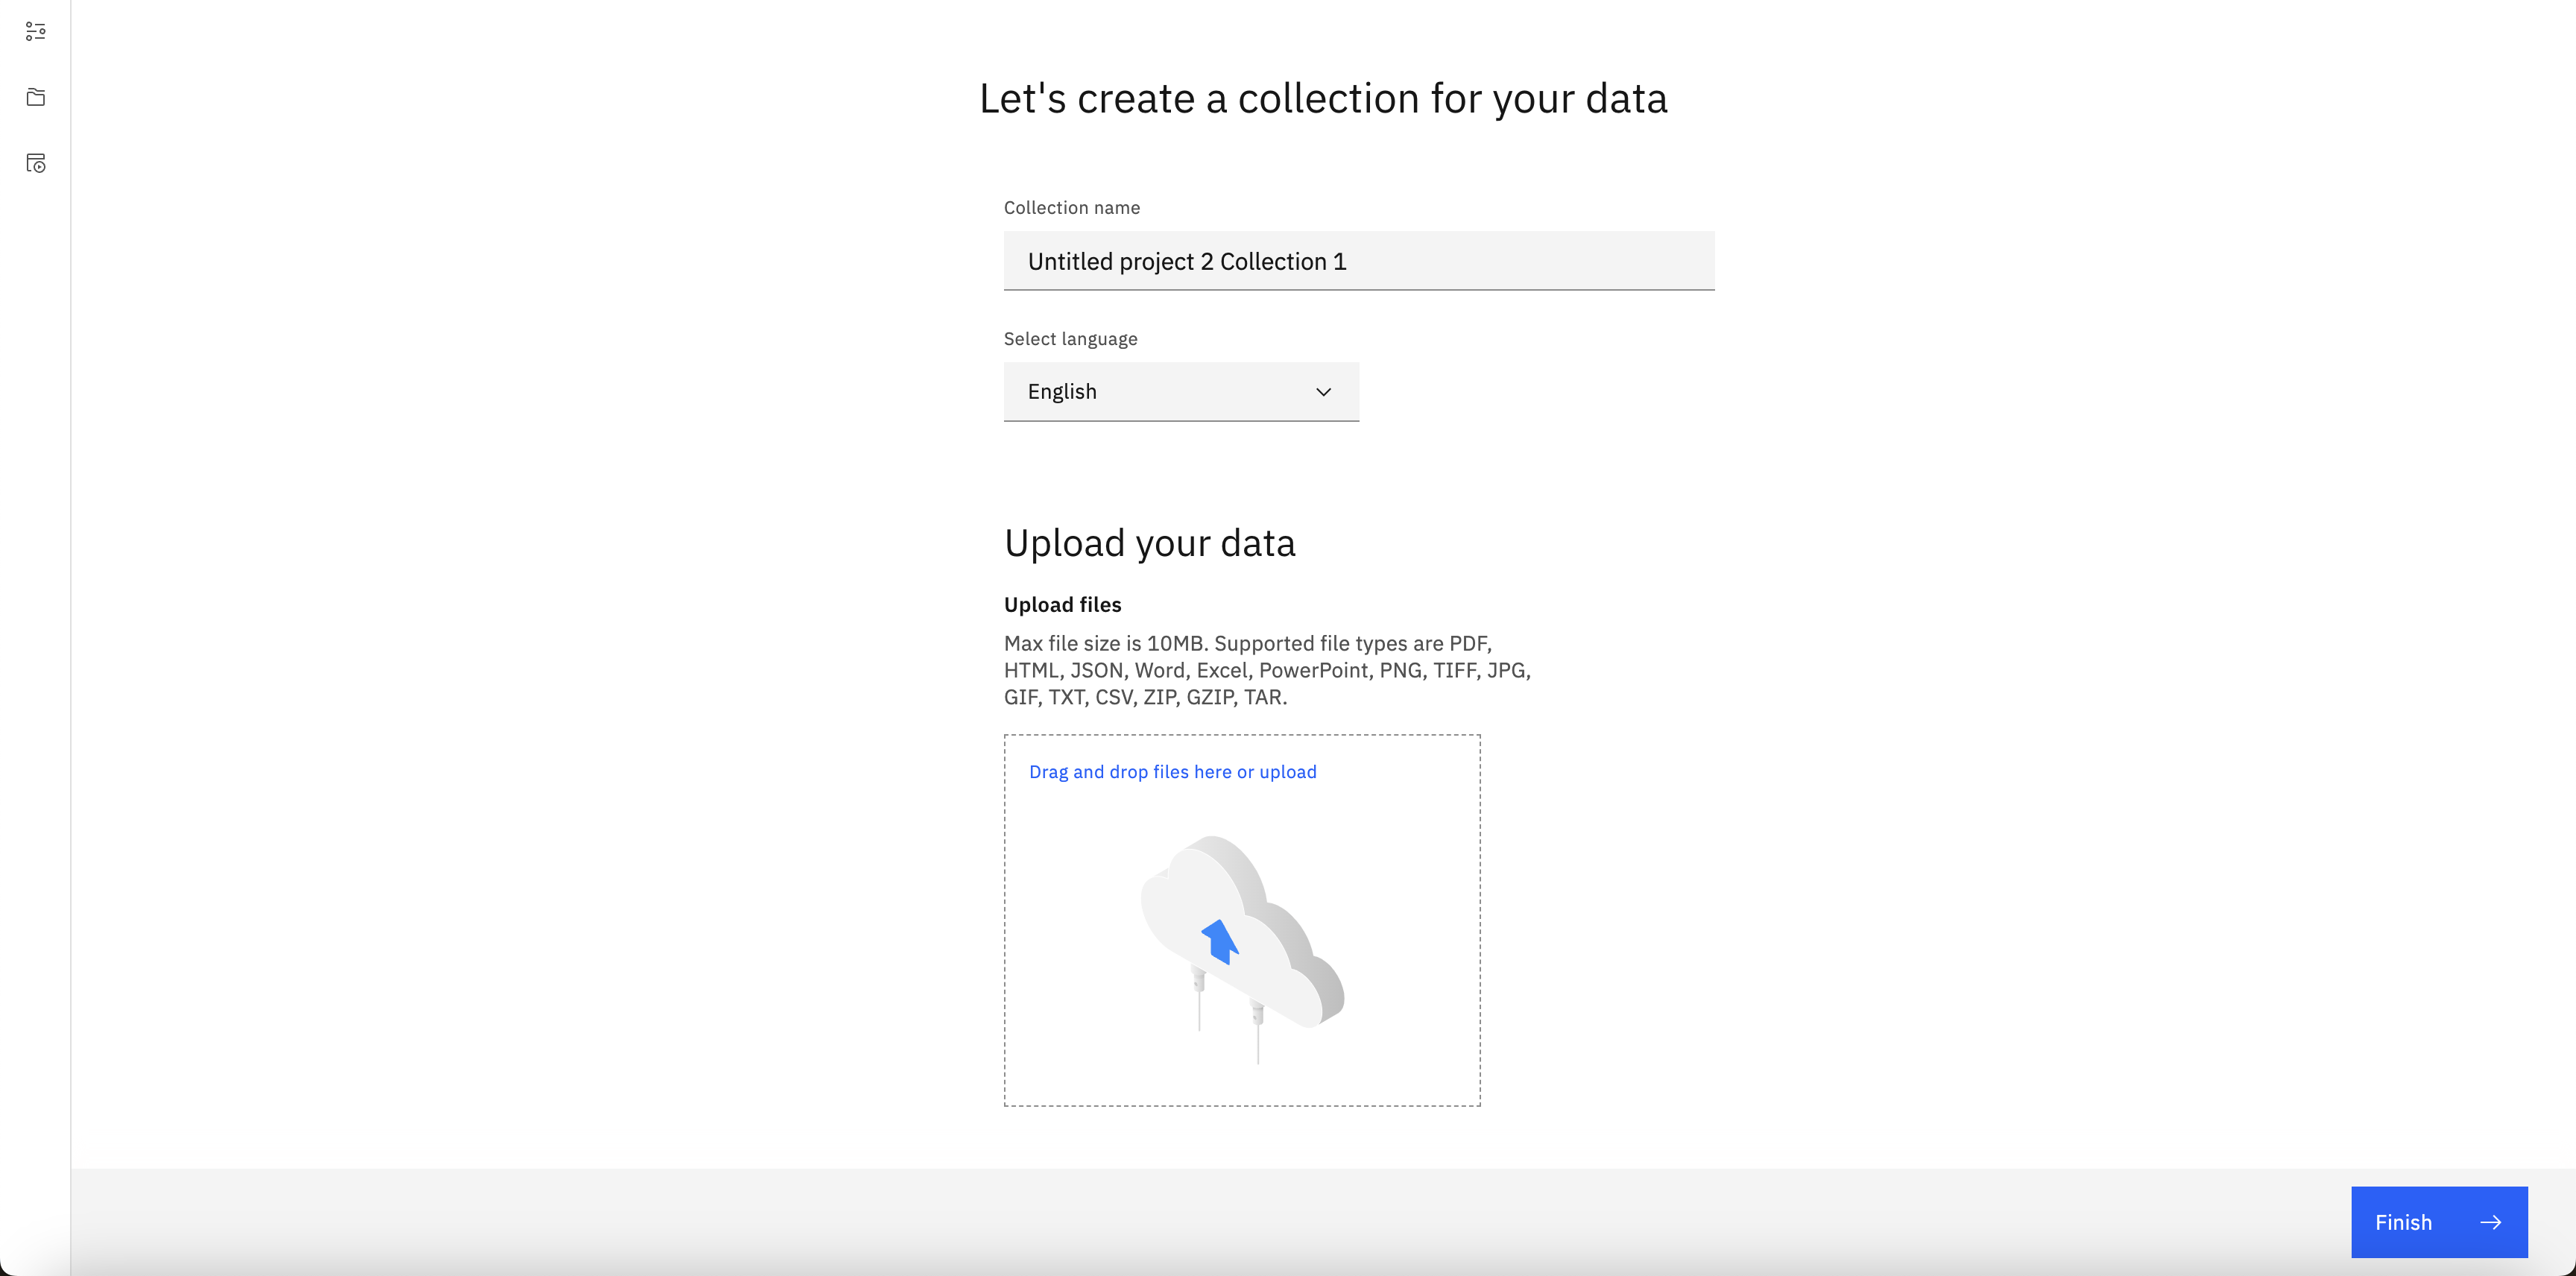 Let's create a collection for your data
Collection name
Untitled project 2 Collection 1
Select language
English
Upload your data
Upload files
Max file size is 10MB. Supported file types are PDF,
HTML, JSON, Word, Excel, PowerPoint, PNG, TIFF, JPG,
GIF, TXT, CSV, ZIP, GZIP, TAR.
Drag and drop files here or upload
Finish